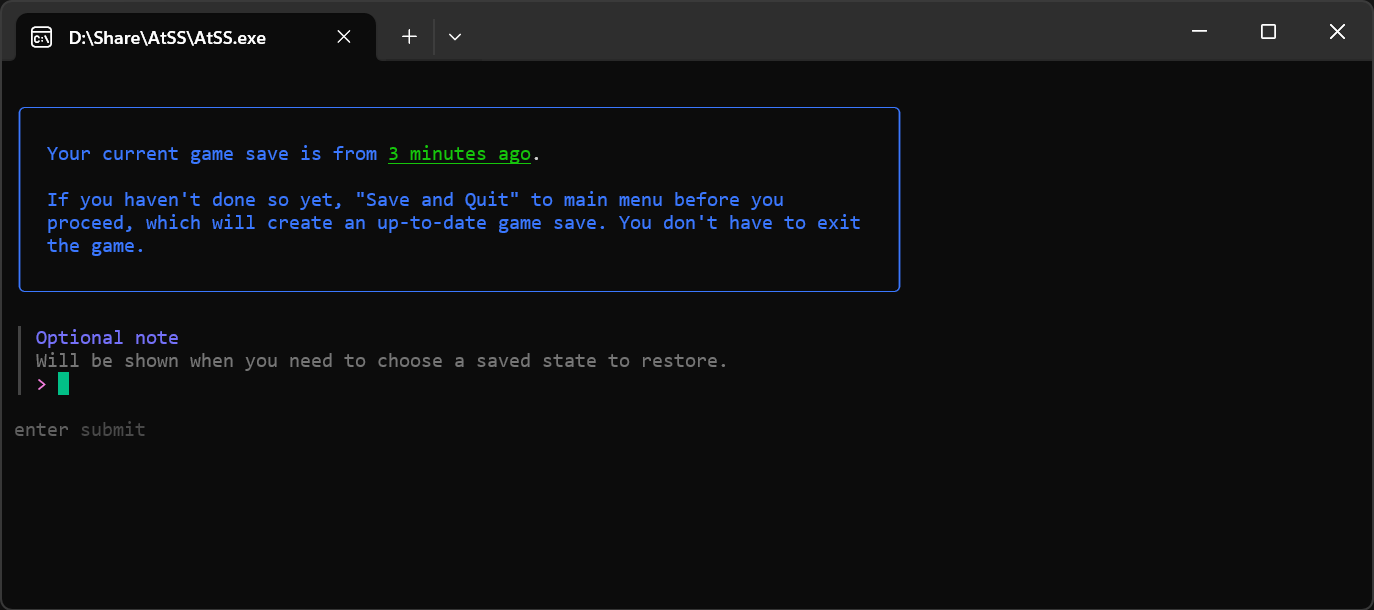 D:\Share\AtSS\AtSS.exe
Your current game save is from 3 minutes ago.
If you haven't done so yet, "Save and Quit" to main menu before you
proceed, which will create an up-to-date game save. You don't have to exit
the game.
Optional note
Will be shown when you need to choose a saved state to restore.
>
enter submit